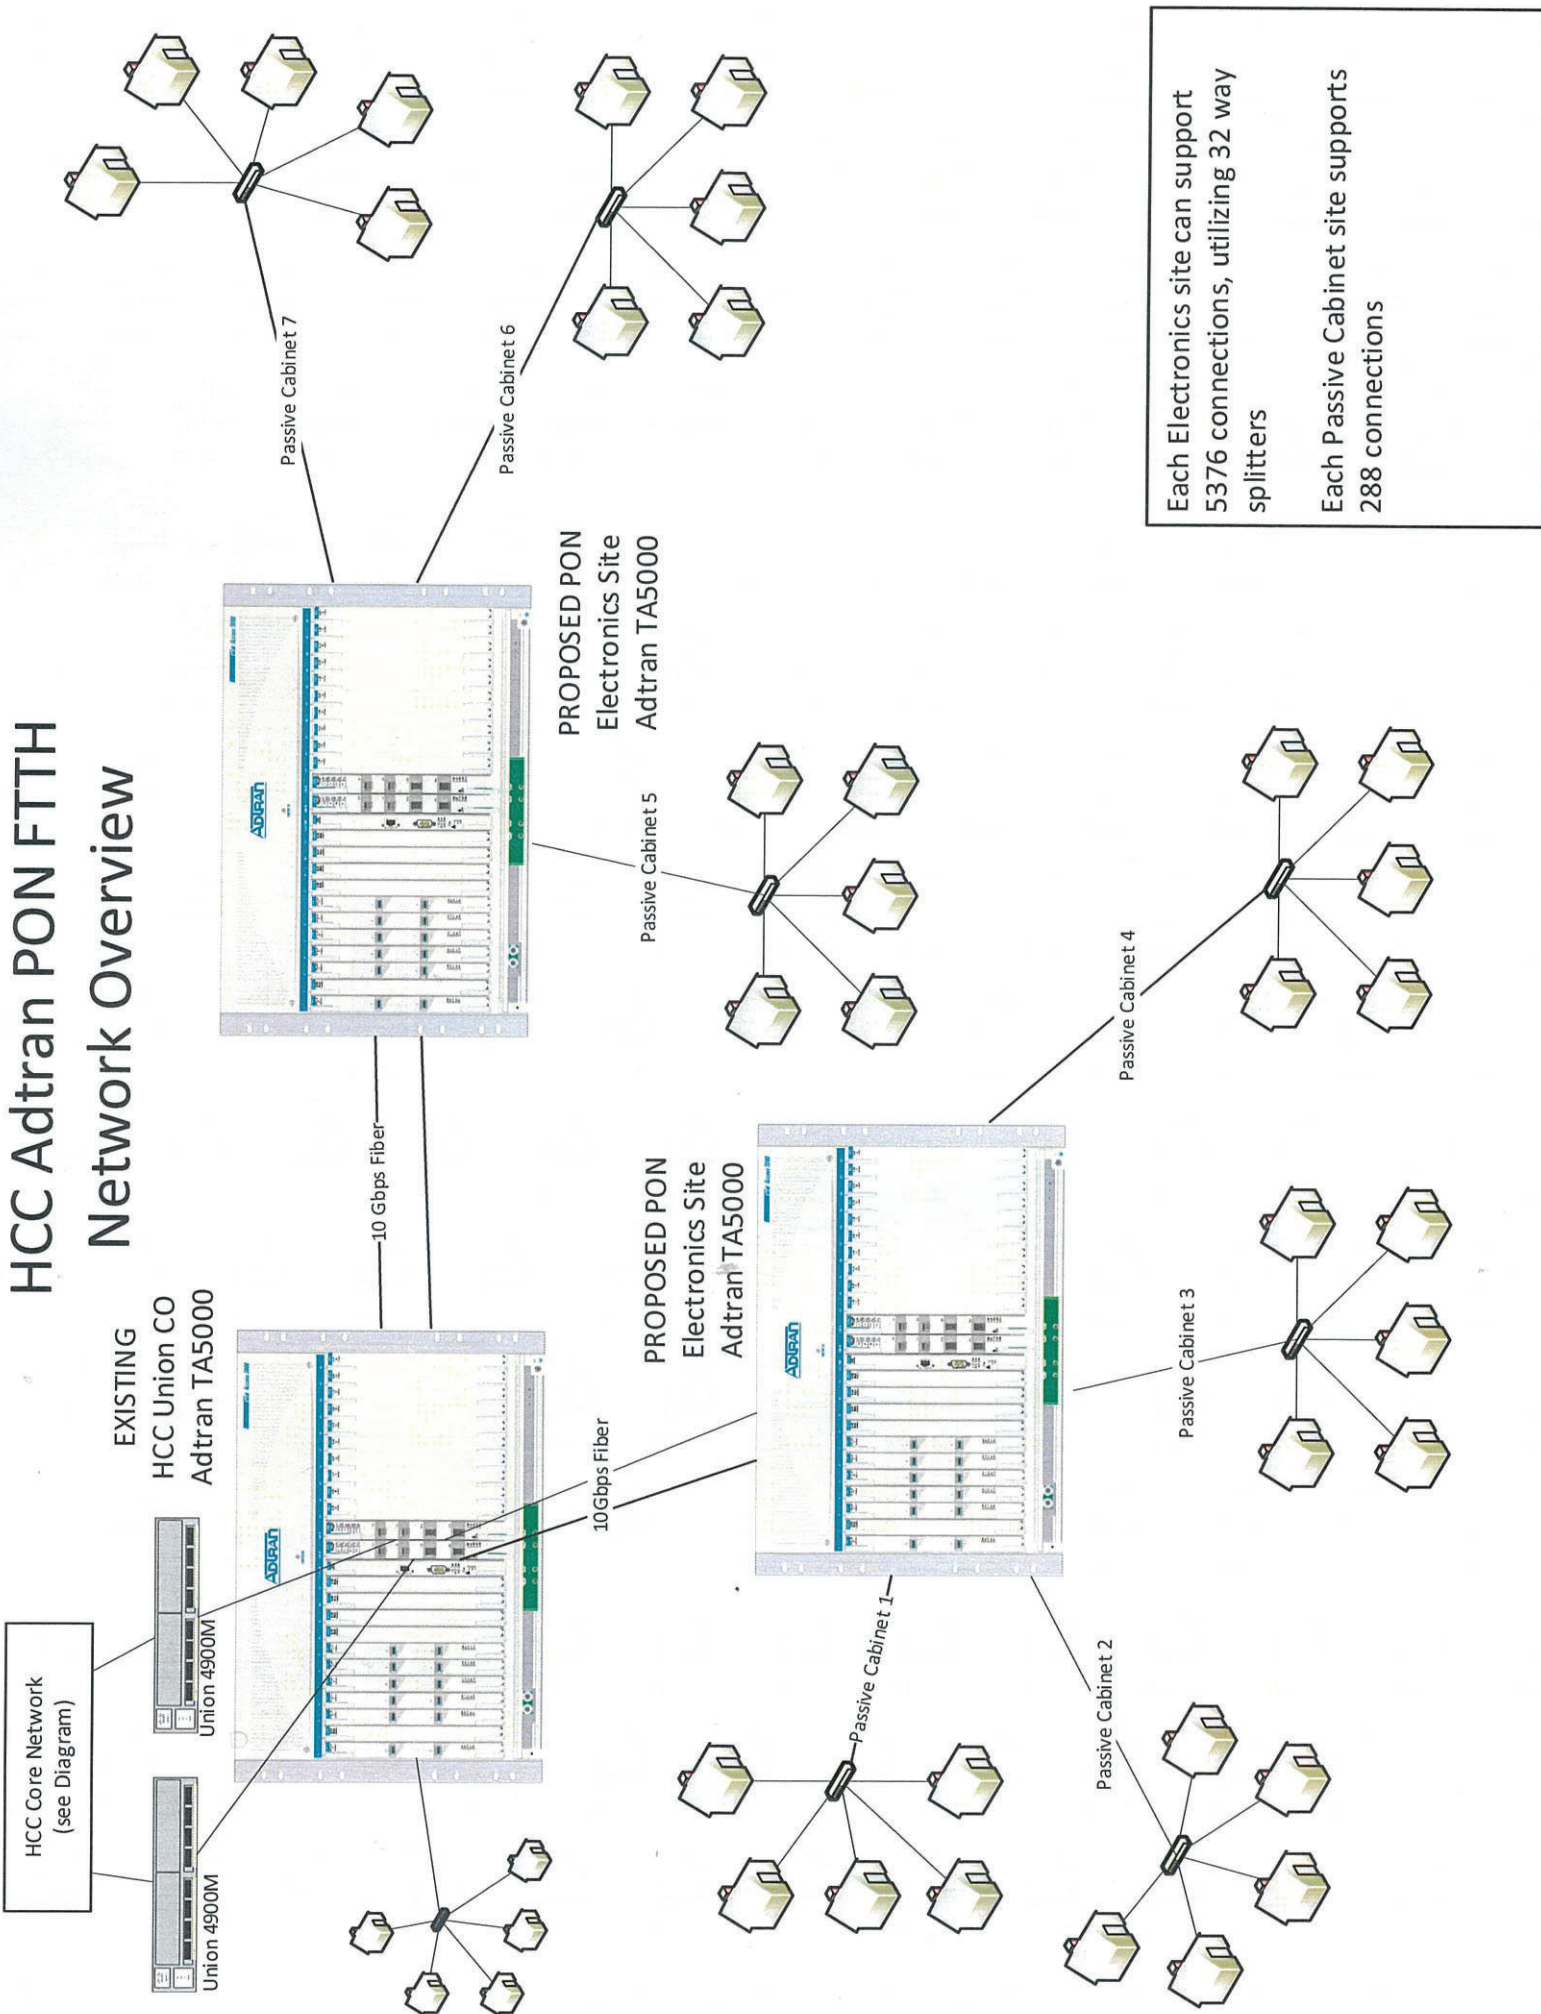 HCC Adtran PON FTTH
Network Overview
HCC Core Network
(see Diagram)
Union 4900M
Union 4900M
EXISTING
HCC Union CO
Adtran TA5000
ADTRAN
10 Gbps Fiber
ADTRAN
PROPOSED PON
Electronics Site
Adtran TA5000
Passive Cabinet 7
Passive Cabinet 6
Passive Cabinet 5
10Gbps Fiber
PROPOSED PON
Electronics Site
Adtran TA5000
ADTRAN
Passive Cabinet 1
Passive Cabinet 2
Passive Cabinet 3
Passive Cabinet 4
Each Electronics site can support
5376 connections, utilizing 32 way
splitters
Each Passive Cabinet site supports
288 connections